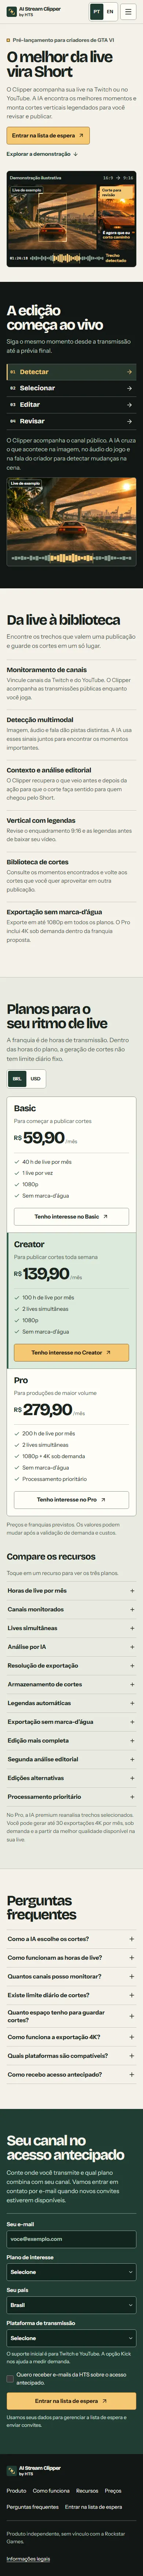 AI Stream Clipper
by HTS
PT
EN
Pré-lançamento para criadores de GTA VI
O melhor da live
vira Short
O Clipper acompanha sua live na Twitch ou no
YouTube. A IA encontra os melhores momentos e
monta cortes verticais legendados para você
revisar e publicar.
Entrar na lista de espera
Explorar a demonstração
Demonstração ilustrativa
16:9 → 9:16
Live de exemplo
Corte para
revisão
É agora que eu
corto caminho
01:24:18
Trecho
detectado
A edição
começa ao vivo
Siga o mesmo momento desde a transmissão
até a prévia final.
01 Detectar
02 Selecionar
03 Editar
04 Revisar
O Clipper acompanha o canal público. A IA cruza
o que acontece na imagem, no áudio do jogo e
na fala do criador para detectar mudanças na
cena.
Live de exemplo
Da live à biblioteca
Encontre os trechos que valem uma publicação
e guarde os cortes em um só lugar.
Monitoramento de canais
Vincule canais da Twitch e do YouTube. O Clipper
acompanha as transmissões públicas enquanto
você joga.
Detecção multimodal
Imagem, áudio e fala dão pistas distintas. A IA usa
esses sinais juntos para encontrar os momentos
importantes.
Contexto e análise editorial
O Clipper recupera o que veio antes e depois da
ação para que o corte faça sentido para quem
chegou pelo Short.
Vertical com legendas
Revise o enquadramento 9:16 e as legendas antes
de baixar seu vídeo.
Biblioteca de cortes
Consulte os momentos encontrados e volte aos
cortes que você quer aproveitar em outra
publicação.
Exportação sem marca-d'água
Exporte em até 1080p em todos os planos. O Pro
inclui 4K sob demanda dentro da franquia
proposta.
Planos para o
seu ritmo de live
A franquia é de horas de transmissão. Dentro
das horas do plano, a geração de cortes não
tem limite diário fixo.
BRL
USD
Basic
Para começar a publicar cortes
R$ 59,90 /mês
40 h de live por mês
1 live por vez
1080p
Sem marca-d'água
Tenho interesse no Basic
Creator
Para publicar cortes toda semana
R$ 139,90 /mês
100 h de live por mês
2 lives simultâneas
1080p
Sem marca-d'água
Tenho interesse no Creator
Pro
Para produções de maior volume
R$ 279,90 /mês
200 h de live por mês
2 lives simultâneas
1080p + 4K sob demanda
Sem marca-d'água
Processamento prioritário
Tenho interesse no Pro
Preços e franquias previstos. Os valores podem
mudar após a validação de demanda e custos.
Compare os recursos
Toque em um recurso para ver os três planos.
Horas de live por mês
Canais monitorados
Lives simultâneas
Análise por IA
Resolução de exportação
Armazenamento de cortes
Legendas automáticas
Exportação sem marca-d'água
Edição mais completa
Segunda análise editorial
Edições alternativas
Processamento prioritário
No Pro, a IA premium reanalisa trechos selecionados.
Você pode gerar até 30 exportações 4K por mês, sob
demanda e a partir da melhor qualidade disponível na
sua live.
Perguntas
frequentes
Como a IA escolhe os cortes?
Como funcionam as horas de live?
Quantos canais posso monitorar?
Existe limite diário de cortes?
Quanto espaço tenho para guardar
cortes?
Como funciona a exportação 4K?
Quais plataformas são compatíveis?
Como recebo acesso antecipado?
Seu canal no
acesso antecipado
Conte onde você transmite e qual plano
combina com seu canal. Vamos entrar em
contato por e-mail quando novos convites
estiverem disponíveis.
Seu e-mail
voce@exemplo.com
Plano de interesse
Selecione
Seu país
Brasil
Plataforma de transmissão
Selecione
O suporte inicial é para Twitch e YouTube. A opção Kick
nos ajuda a medir demanda.
Quero receber e-mails da HTS sobre o acesso
antecipado.
Entrar na lista de espera
Usamos seus dados para gerenciar a lista de espera e
enviar convites.
AI Stream Clipper
by HTS
Produto
Como funciona
Recursos
Preços
Perguntas frequentes
Entrar na lista de espera
Produto independente, sem vínculo com a Rockstar
Games.
Informações legais